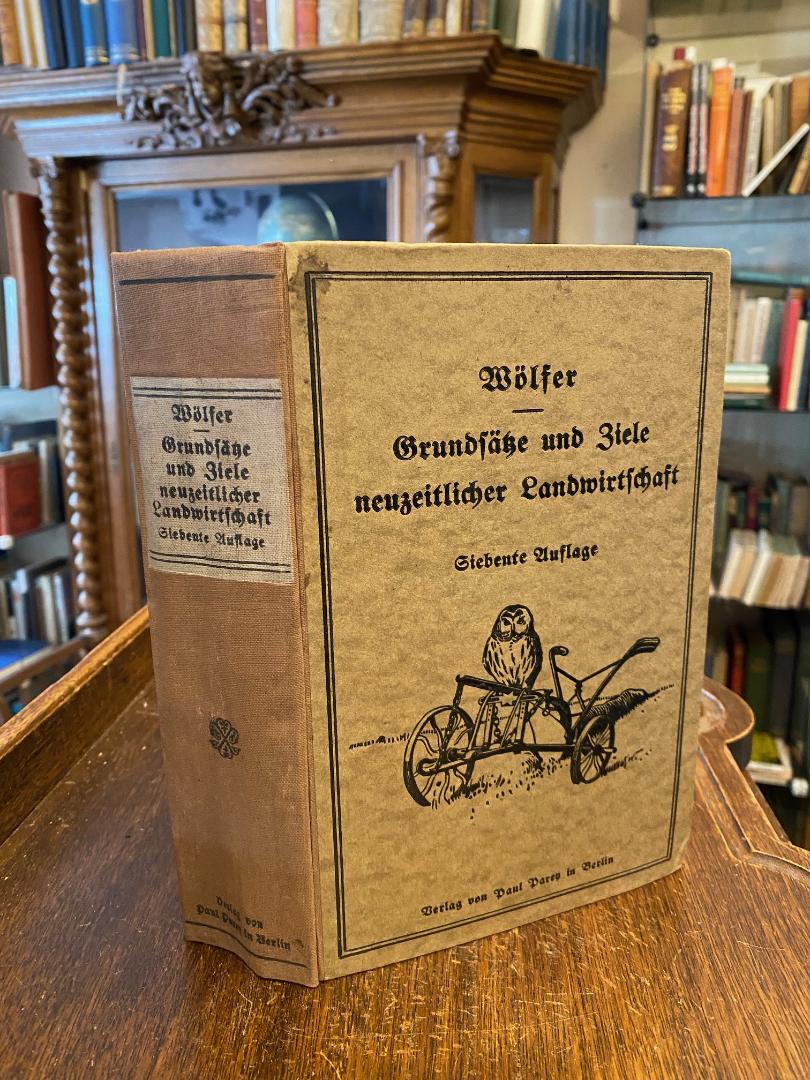 Wölfer
Grundsätze
und Ziele
neuzeitlicher
Landwirtschaft
Siebente Auflage
Verlag von
Paul Parey in Berlin
Wölfer
Grundsätze und Ziele
neuzeitlicher Landwirtschaft
Siebente Auflage
Verlag von Paul Parey in Berlin